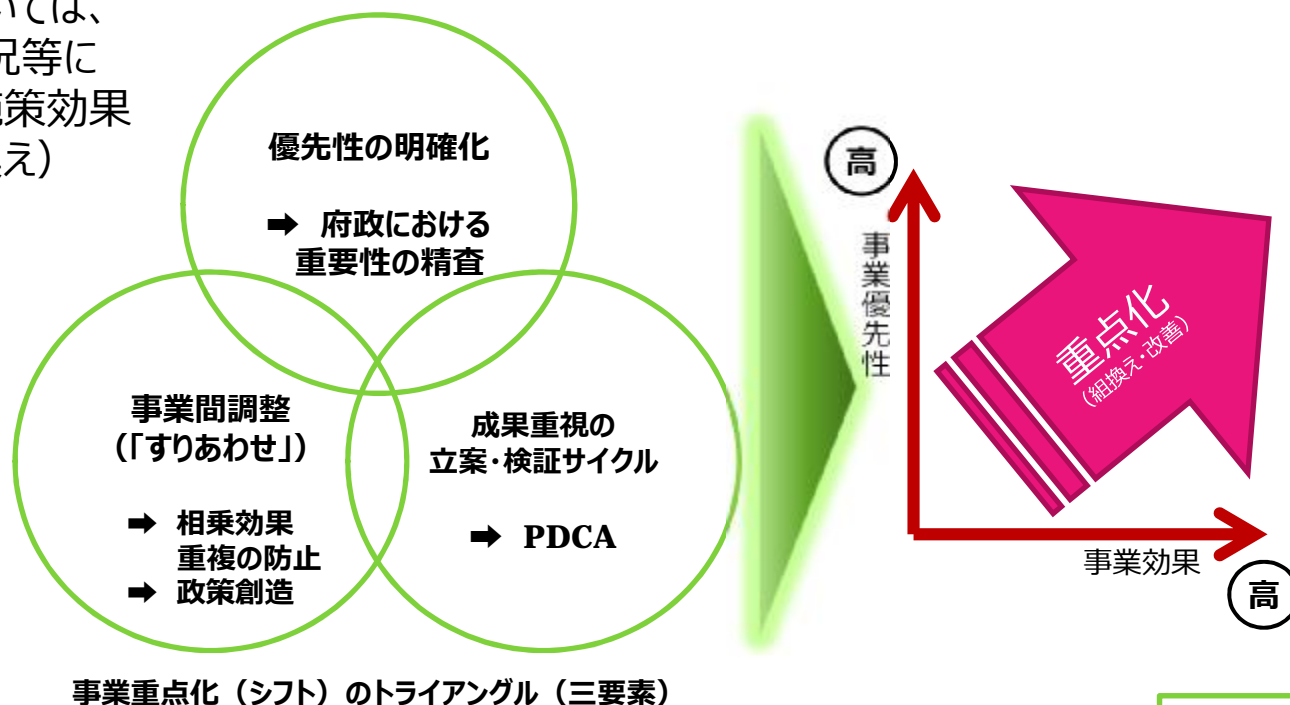 いては、
況等に
施策効果
換え）
優先性の明確化
➡ 府政における
重要性の精査
事業間調整
（「すりあわせ」）
➡ 相乗効果
重複の防止
➡ 政策創造
成果重視の
立案・検証サイクル
➡ PDCA
事業重点化（シフト）のトライアングル（三要素）
高
事業優先性
重点化
（組換え・改善）
事業効果
高